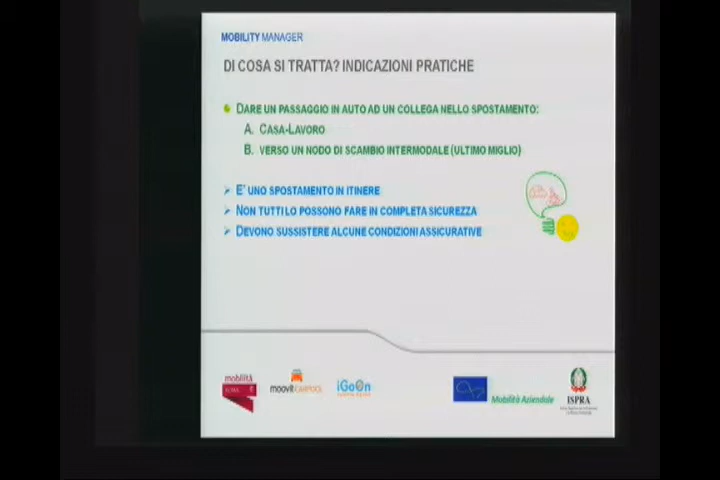 MOBILITY MANAGER
DI COSA SI TRATTA? INDICAZIONI PRATICHE
DARE UN PASSAGGIO IN AUTO AD UN COLLEGA NELLO SPOSTAMENTO:
A. CASA-LAVORO
B. VERSO UN NODO DI SCAMBIO INTERMODALE (ULTIMO MIGLIO)
E' UNO SPOSTAMENTO IN ITINERE
NON TUTTI LO POSSONO FARE IN COMPLETA SICUREZZA
DEVONO SUSSISTERE ALCUNE CONDIZIONI ASSICURATIVE
mobilità
moovit CARPOOL
iGoOn
Mobilità Aziendale
ISPRA